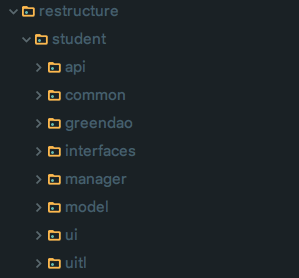 restructure
student
api
common
greendao
interfaces
manager
model
ui
uitl